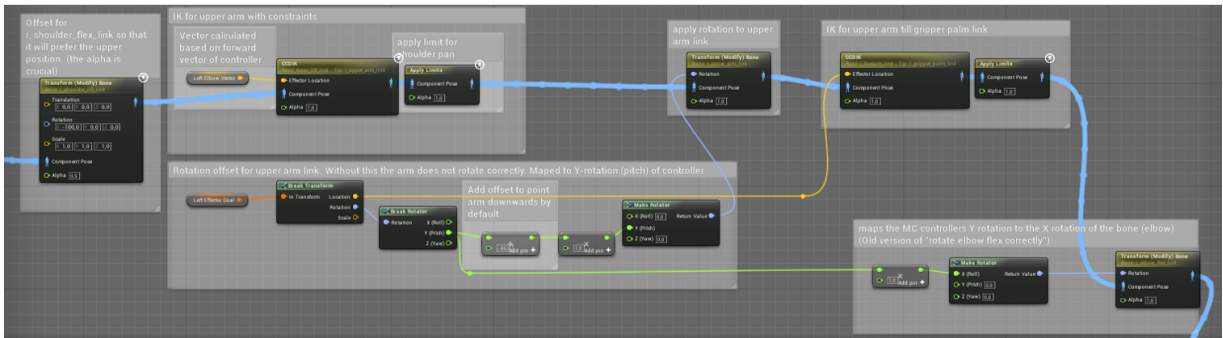 Offset for
r_shoulder_flex_link so that
it will prefer the upper
position. (the alpha is
crucial)
Transform (Modify) Bone
Translation
X 0,0 Y 0,0 Z 0,0
Rotation
X -100,0 Y 0,0 Z 0,0
Scale
X 1,0 Y 1,0 Z 1,0
Component Pose
Alpha 0,5
IK for upper arm with constraints
Vector calculated
based on forward
vector of controller
Left Elbow Vector
CCDIK
Effector Location
Component Pose
Alpha 1,0
apply limit for
shoulder pan
Apply Limits
Component Pose
Alpha 1,0
apply rotation to upper
arm link
Transform (Modify) Bone
Rotation
Component Pose
Alpha 1,0
IK for upper arm till gripper palm link
CCDIK
Effector Location
Component Pose
Alpha 1,0
Apply Limits
Component Pose
Alpha 1,0
Rotation offset for upper arm link. Without this the arm does not rotate correctly. Maped to Y-rotation (pitch) of controller
Left Effector Goal
Break Transform
In Transform Location
Rotation
Scale
Break Rotator
Rotation X (Roll)
Y (Pitch)
Z (Yaw)
Add offset to point
arm downwards by
default
Add pin +
Add pin +
Make Rotator
X (Roll) 0,0 Return Value
Y (Pitch)
Z (Yaw) 0,0
maps the MC controllers Y rotation to the X rotation of the bone (elbow)
(Old version of "rotate elbow flex correctly")
Add pin +
Make Rotator
X (Roll) Return Value
Y (Pitch) 0,0
Z (Yaw) 0,0
Transform (Modify) Bone
Rotation
Component Pose
Alpha 1,0